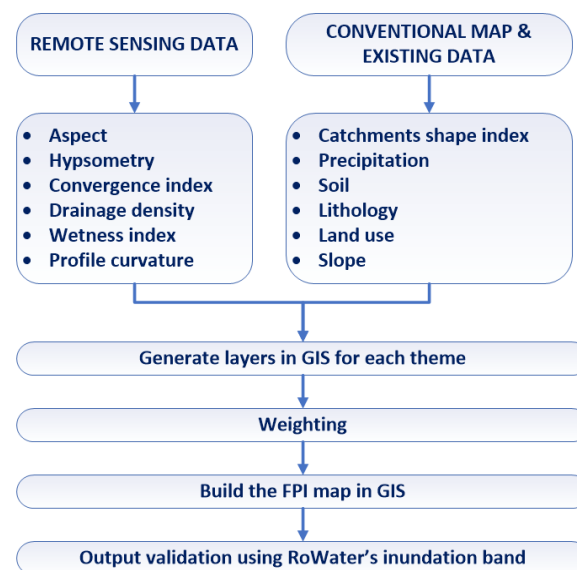 REMOTE SENSING DATA
CONVENTIONAL MAP &
EXISTING DATA
• Aspect
• Hypsometry
• Convergence index
• Drainage density
• Wetness index
• Profile curvature
• Catchments shape index
• Precipitation
• Soil
• Lithology
• Land use
• Slope
Generate layers in GIS for each theme
Weighting
Build the FPI map in GIS
Output validation using RoWater's inundation band